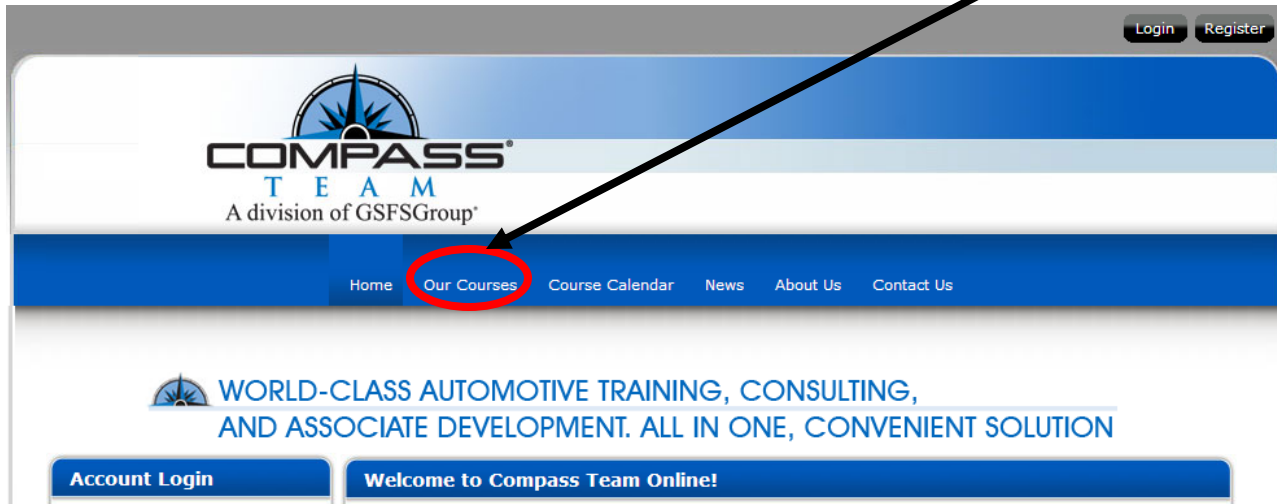 Login Register
COMPASS®
TEAM
A division of GSFSGroup®
Home Our Courses Course Calendar News About Us Contact Us
WORLD-CLASS AUTOMOTIVE TRAINING, CONSULTING,
AND ASSOCIATE DEVELOPMENT. ALL IN ONE, CONVENIENT SOLUTION
Account Login Welcome to Compass Team Online!